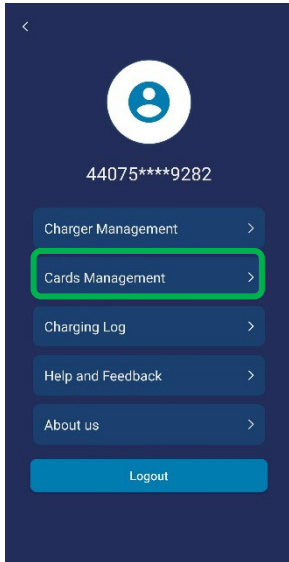 44075****9282
Charger Management
Cards Management
Charging Log
Help and Feedback
About us
Logout